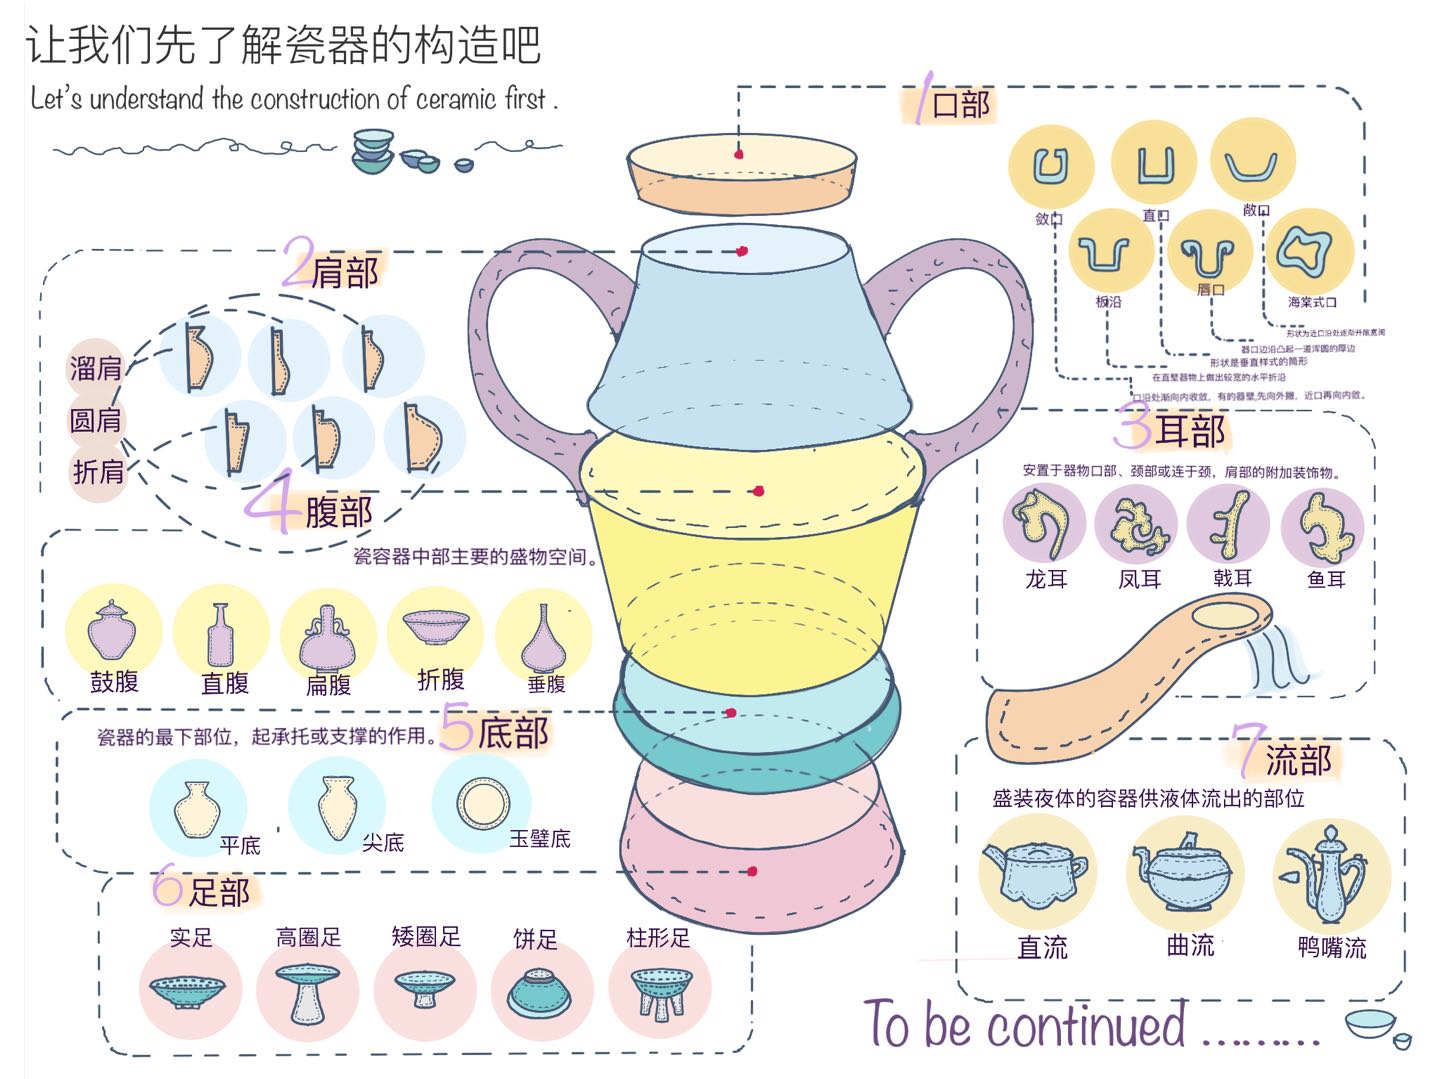 让我们先了解瓷器的构造吧
Let's understand the construction of ceramic first .
1口部
敛口
直口
敞口
板沿
唇口
海棠式口
形状为近口沿处逐渐开敞宽阔
器口边沿凸起一道浑圆的厚边
形状是垂直样式的筒形
在直壁器物上做出较宽的水平折沿
口沿处渐向内收敛，有的器壁,先向外撇，近口再向内敛。
2肩部
溜肩
圆肩
折肩
3耳部
安置于器物口部、颈部或连于颈，肩部的附加装饰物。
龙耳
凤耳
戟耳
鱼耳
4腹部
瓷容器中部主要的盛物空间。
鼓腹
直腹
扁腹
折腹
垂腹
5底部
瓷器的最下部位，起承托或支撑的作用。
平底
尖底
玉璧底
6足部
实足
高圈足
矮圈足
饼足
柱形足
7流部
盛装夜体的容器供液体流出的部位
直流
曲流
鸭嘴流
To be continued ………